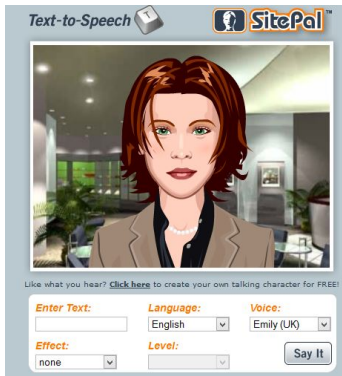 Text-to-Speech T SitePal™
Like what you hear? Click here to create your own talking character for FREE!
Enter Text: Language: Voice:
English Emily (UK)
Effect: Level:
none Say It